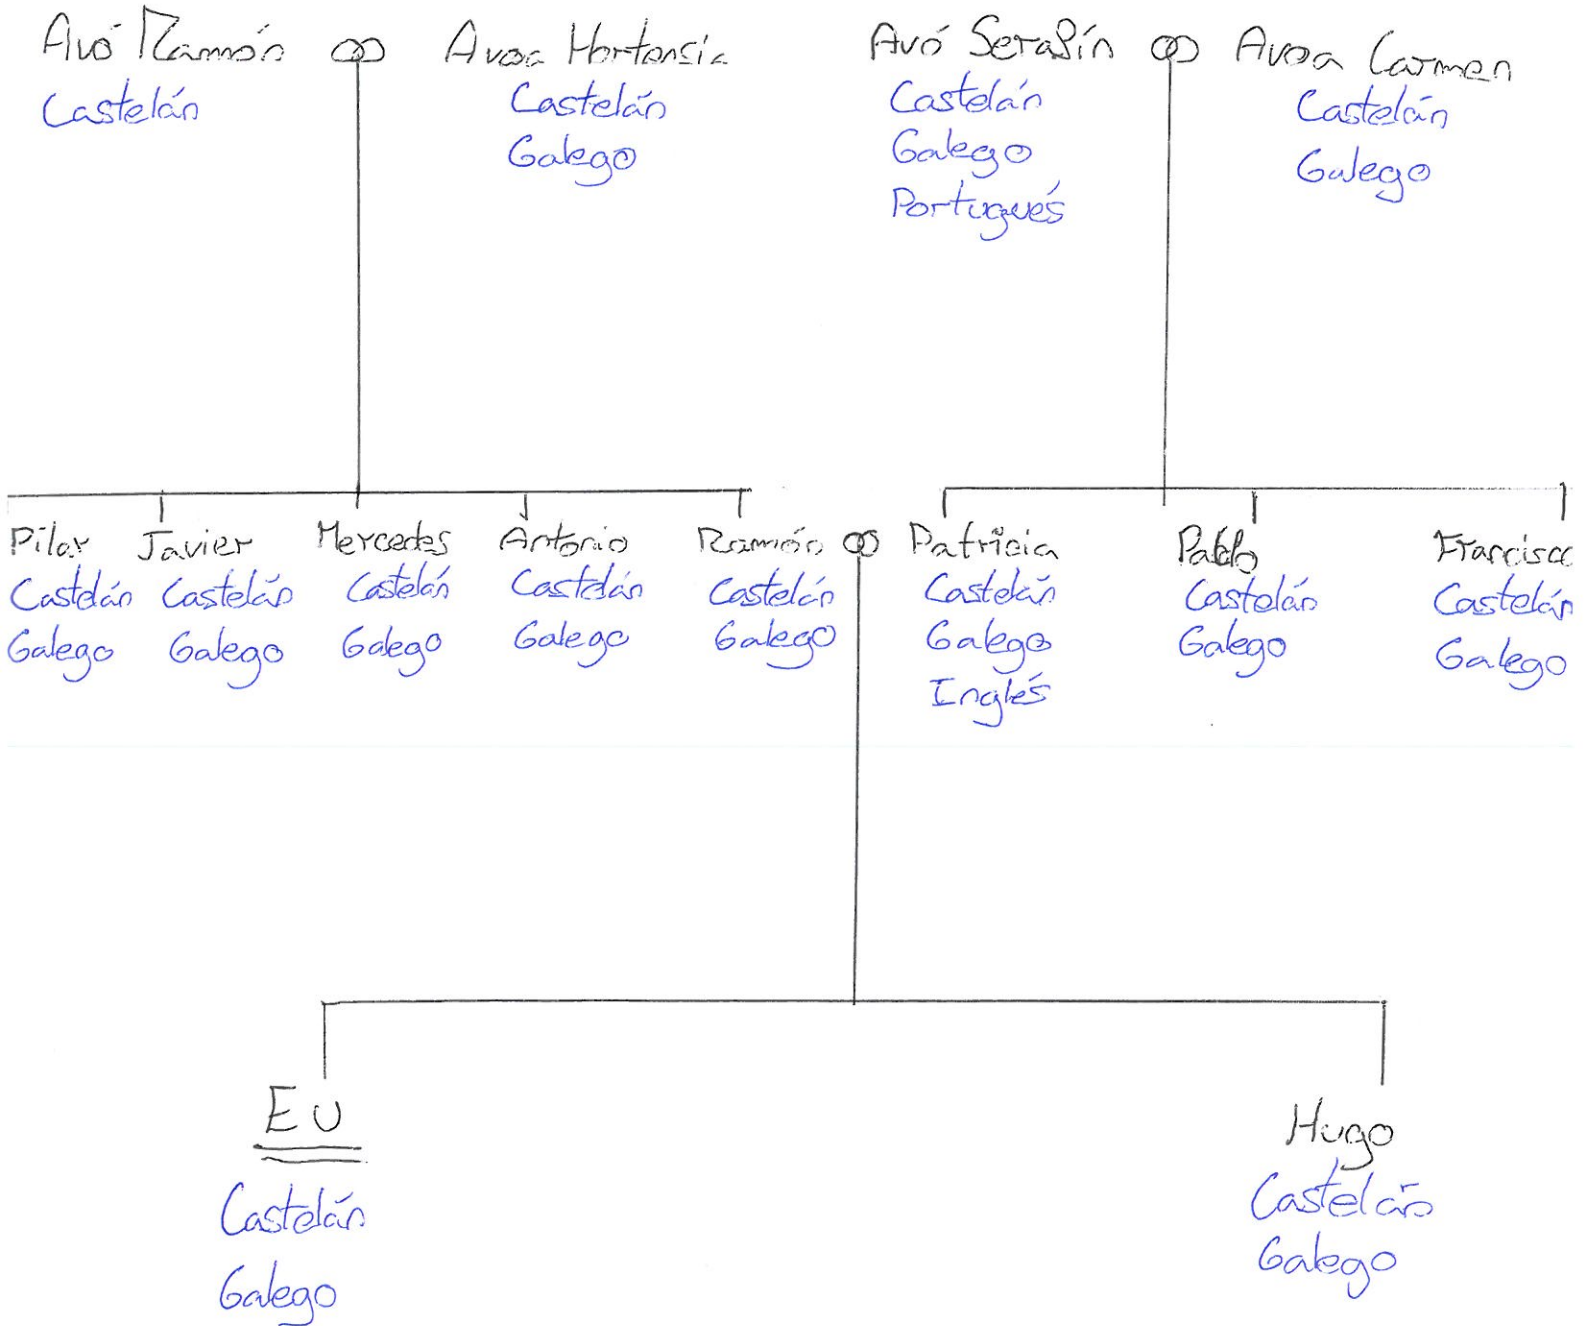 Avó Ramón Avoa Hortensia Avó Serafín Avoa Carmen
Castelán Castelán Castelán Castelán
Galego Galego Galego
Portugués
Pilar Javier Mercedes Antonio Ramón Patricia Pablo Francisco
Castelán Castelán Castelán Castelán Castelán Castelán Castelán Castelán
Galego Galego Galego Galego Galego Galego Galego Galego
Inglés
Eu Hugo
Castelán Castelán
Galego Galego